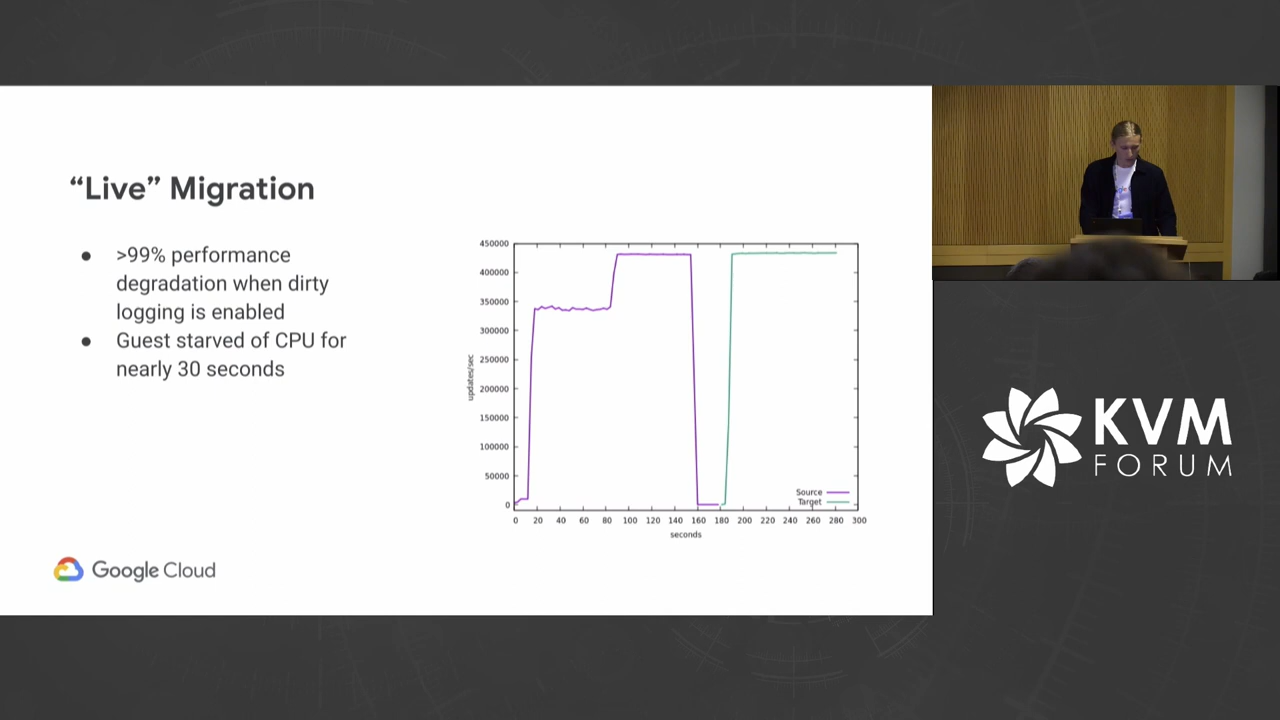 “Live” Migration
● >99% performance
degradation when dirty
logging is enabled
● Guest starved of CPU for
nearly 30 seconds
450000
400000
350000
300000
250000
200000
150000
100000
50000
0
updates/sec
Source
Target
0 20 40 60 80 100 120 140 160 180 200 220 240 260 280 300
seconds
Google Cloud
KVM
FORUM